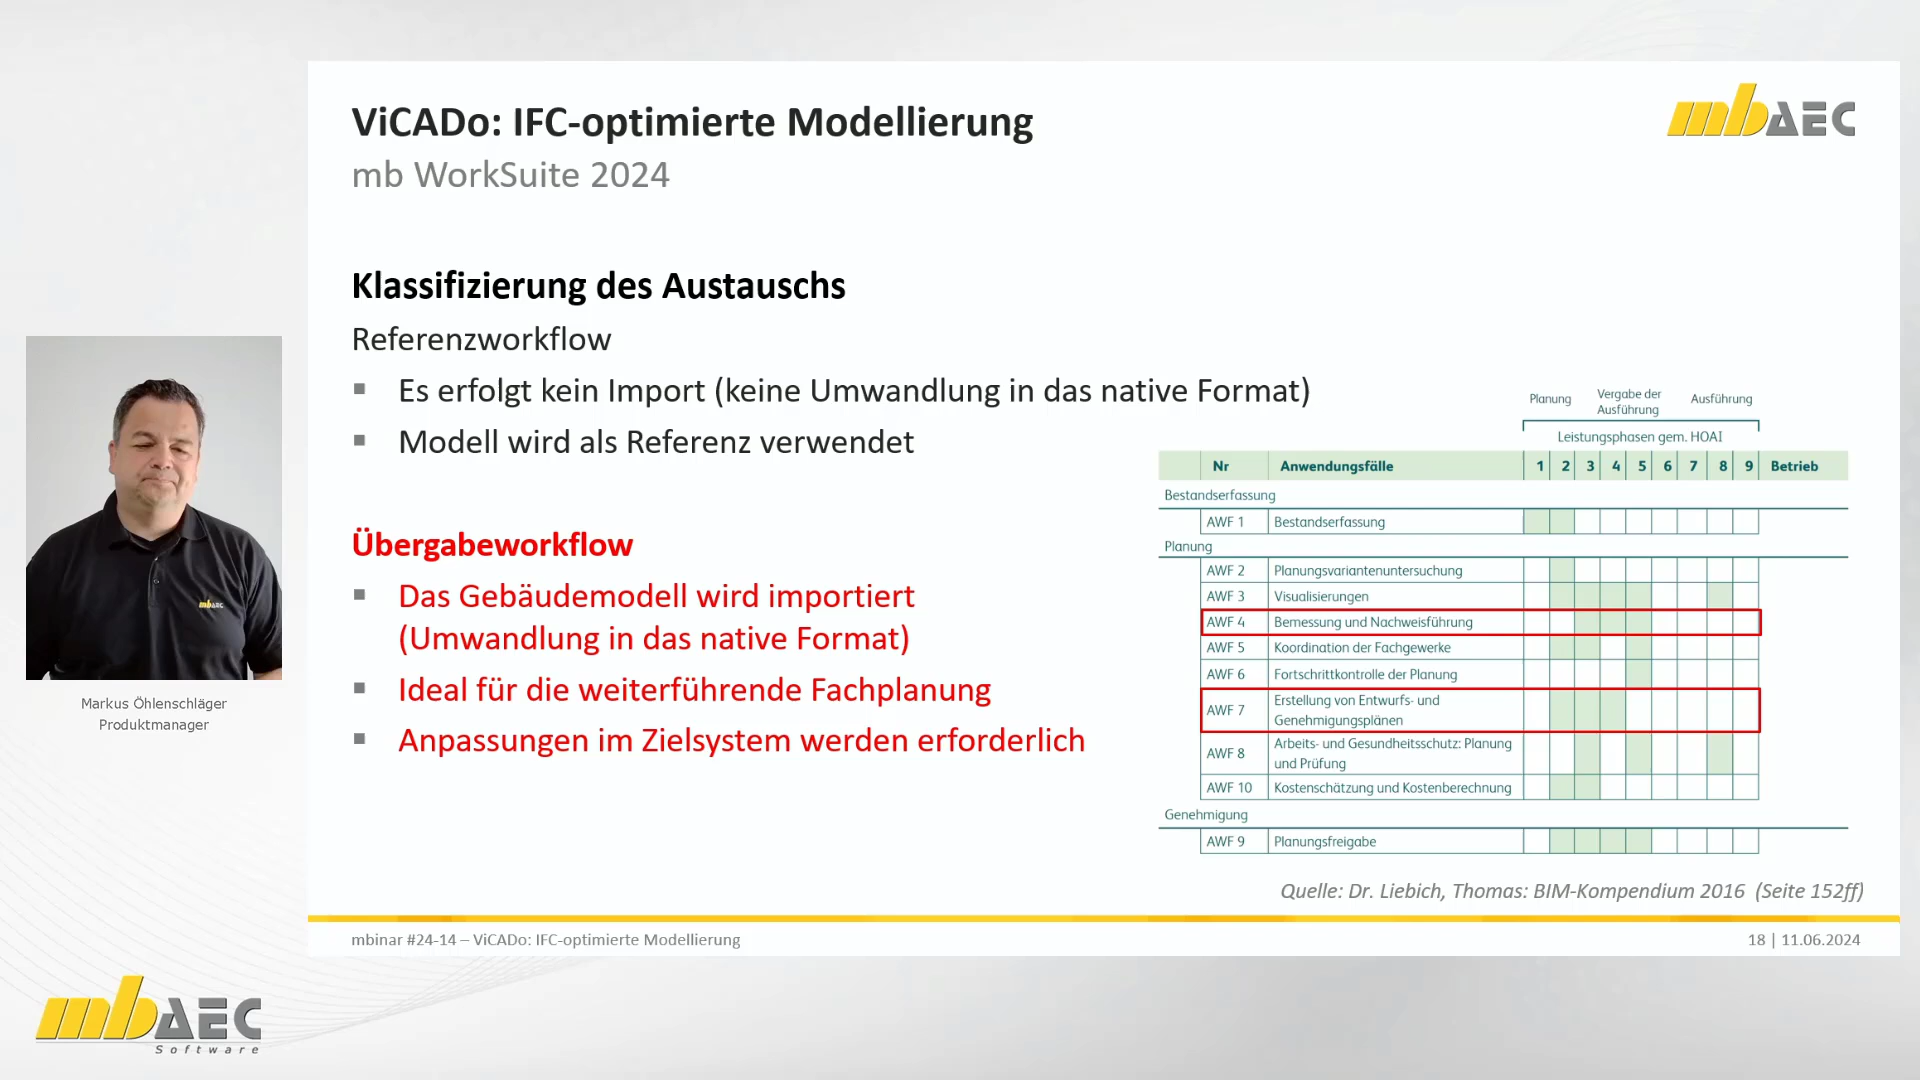 ViCADo: IFC-optimierte Modellierung
mb WorkSuite 2024
mbAEC
Klassifizierung des Austauschs
Referenzworkflow
▪ Es erfolgt kein Import (keine Umwandlung in das native Format)
▪ Modell wird als Referenz verwendet
Übergabeworkflow
▪ Das Gebäudemodell wird importiert
(Umwandlung in das native Format)
▪ Ideal für die weiterführende Fachplanung
▪ Anpassungen im Zielsystem werden erforderlich
Planung Vergabe der Ausführung Ausführung
Leistungsphasen gem. HOAI
Nr Anwendungsfälle 1 2 3 4 5 6 7 8 9 Betrieb
Bestandserfassung
AWF 1 Bestandserfassung
Planung
AWF 2 Planungsvariantenuntersuchung
AWF 3 Visualisierungen
AWF 4 Bemessung und Nachweisführung
AWF 5 Koordination der Fachgewerke
AWF 6 Fortschrittkontrolle der Planung
AWF 7 Erstellung von Entwurfs- und
Genehmigungsplänen
AWF 8 Arbeits- und Gesundheitsschutz: Planung
und Prüfung
AWF 10 Kostenschätzung und Kostenberechnung
Genehmigung
AWF 9 Planungsfreigabe
Quelle: Dr. Liebich, Thomas: BIM-Kompendium 2016 (Seite 152ff)
mbinar #24-14 – ViCADo: IFC-optimierte Modellierung
18 | 11.06.2024
mbAEC
Markus Öhlenschläger
Produktmanager
mbAEC
Software